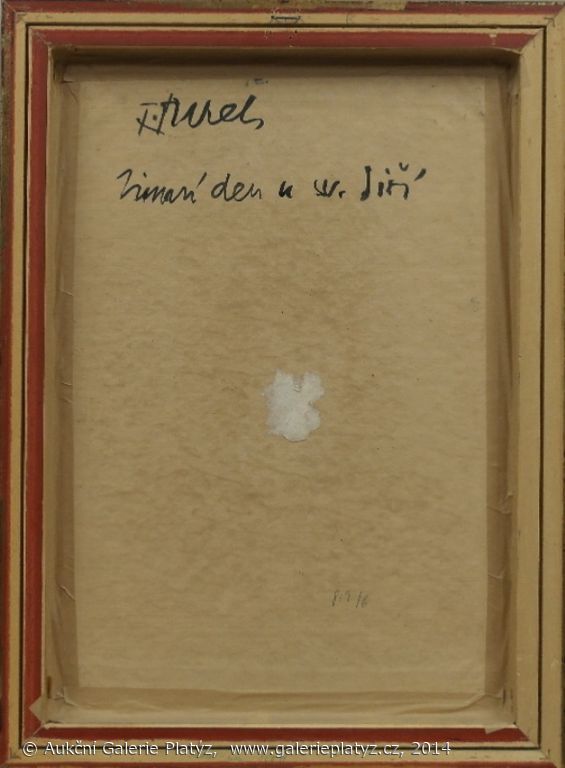 Zimní den u sv. Jiří
© Aukční Galerie Platýz, www.galerieplatyz.cz, 2014